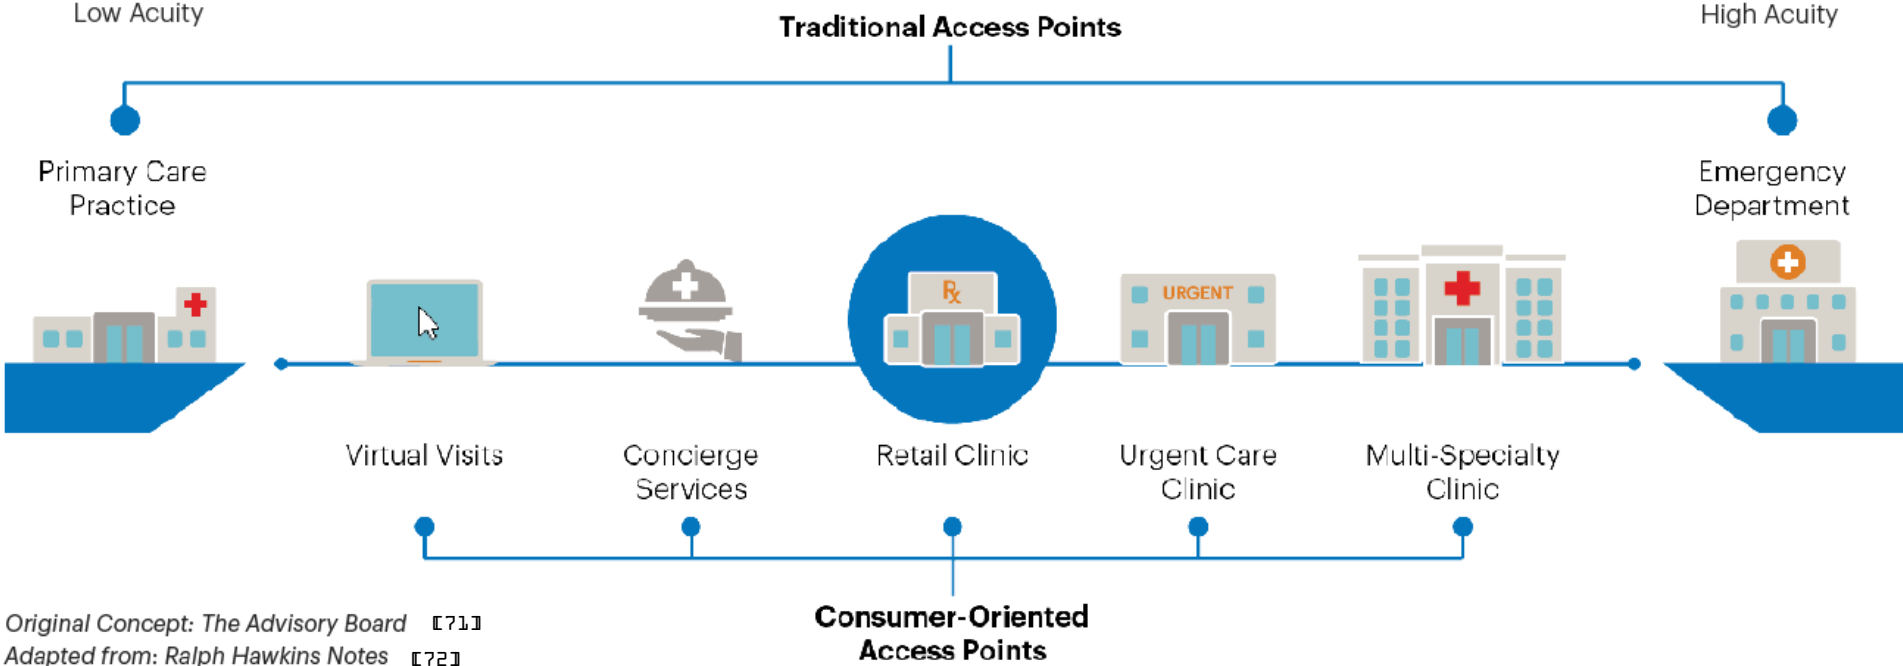 Low Acuity
Traditional Access Points
High Acuity
Primary Care
Practice
Emergency
Department
Rx
URGENT
Virtual Visits
Concierge
Services
Retail Clinic
Urgent Care
Clinic
Multi-Specialty
Clinic
Original Concept: The Advisory Board [71]
Adapted from: Ralph Hawkins Notes [72]
Consumer-Oriented
Access Points